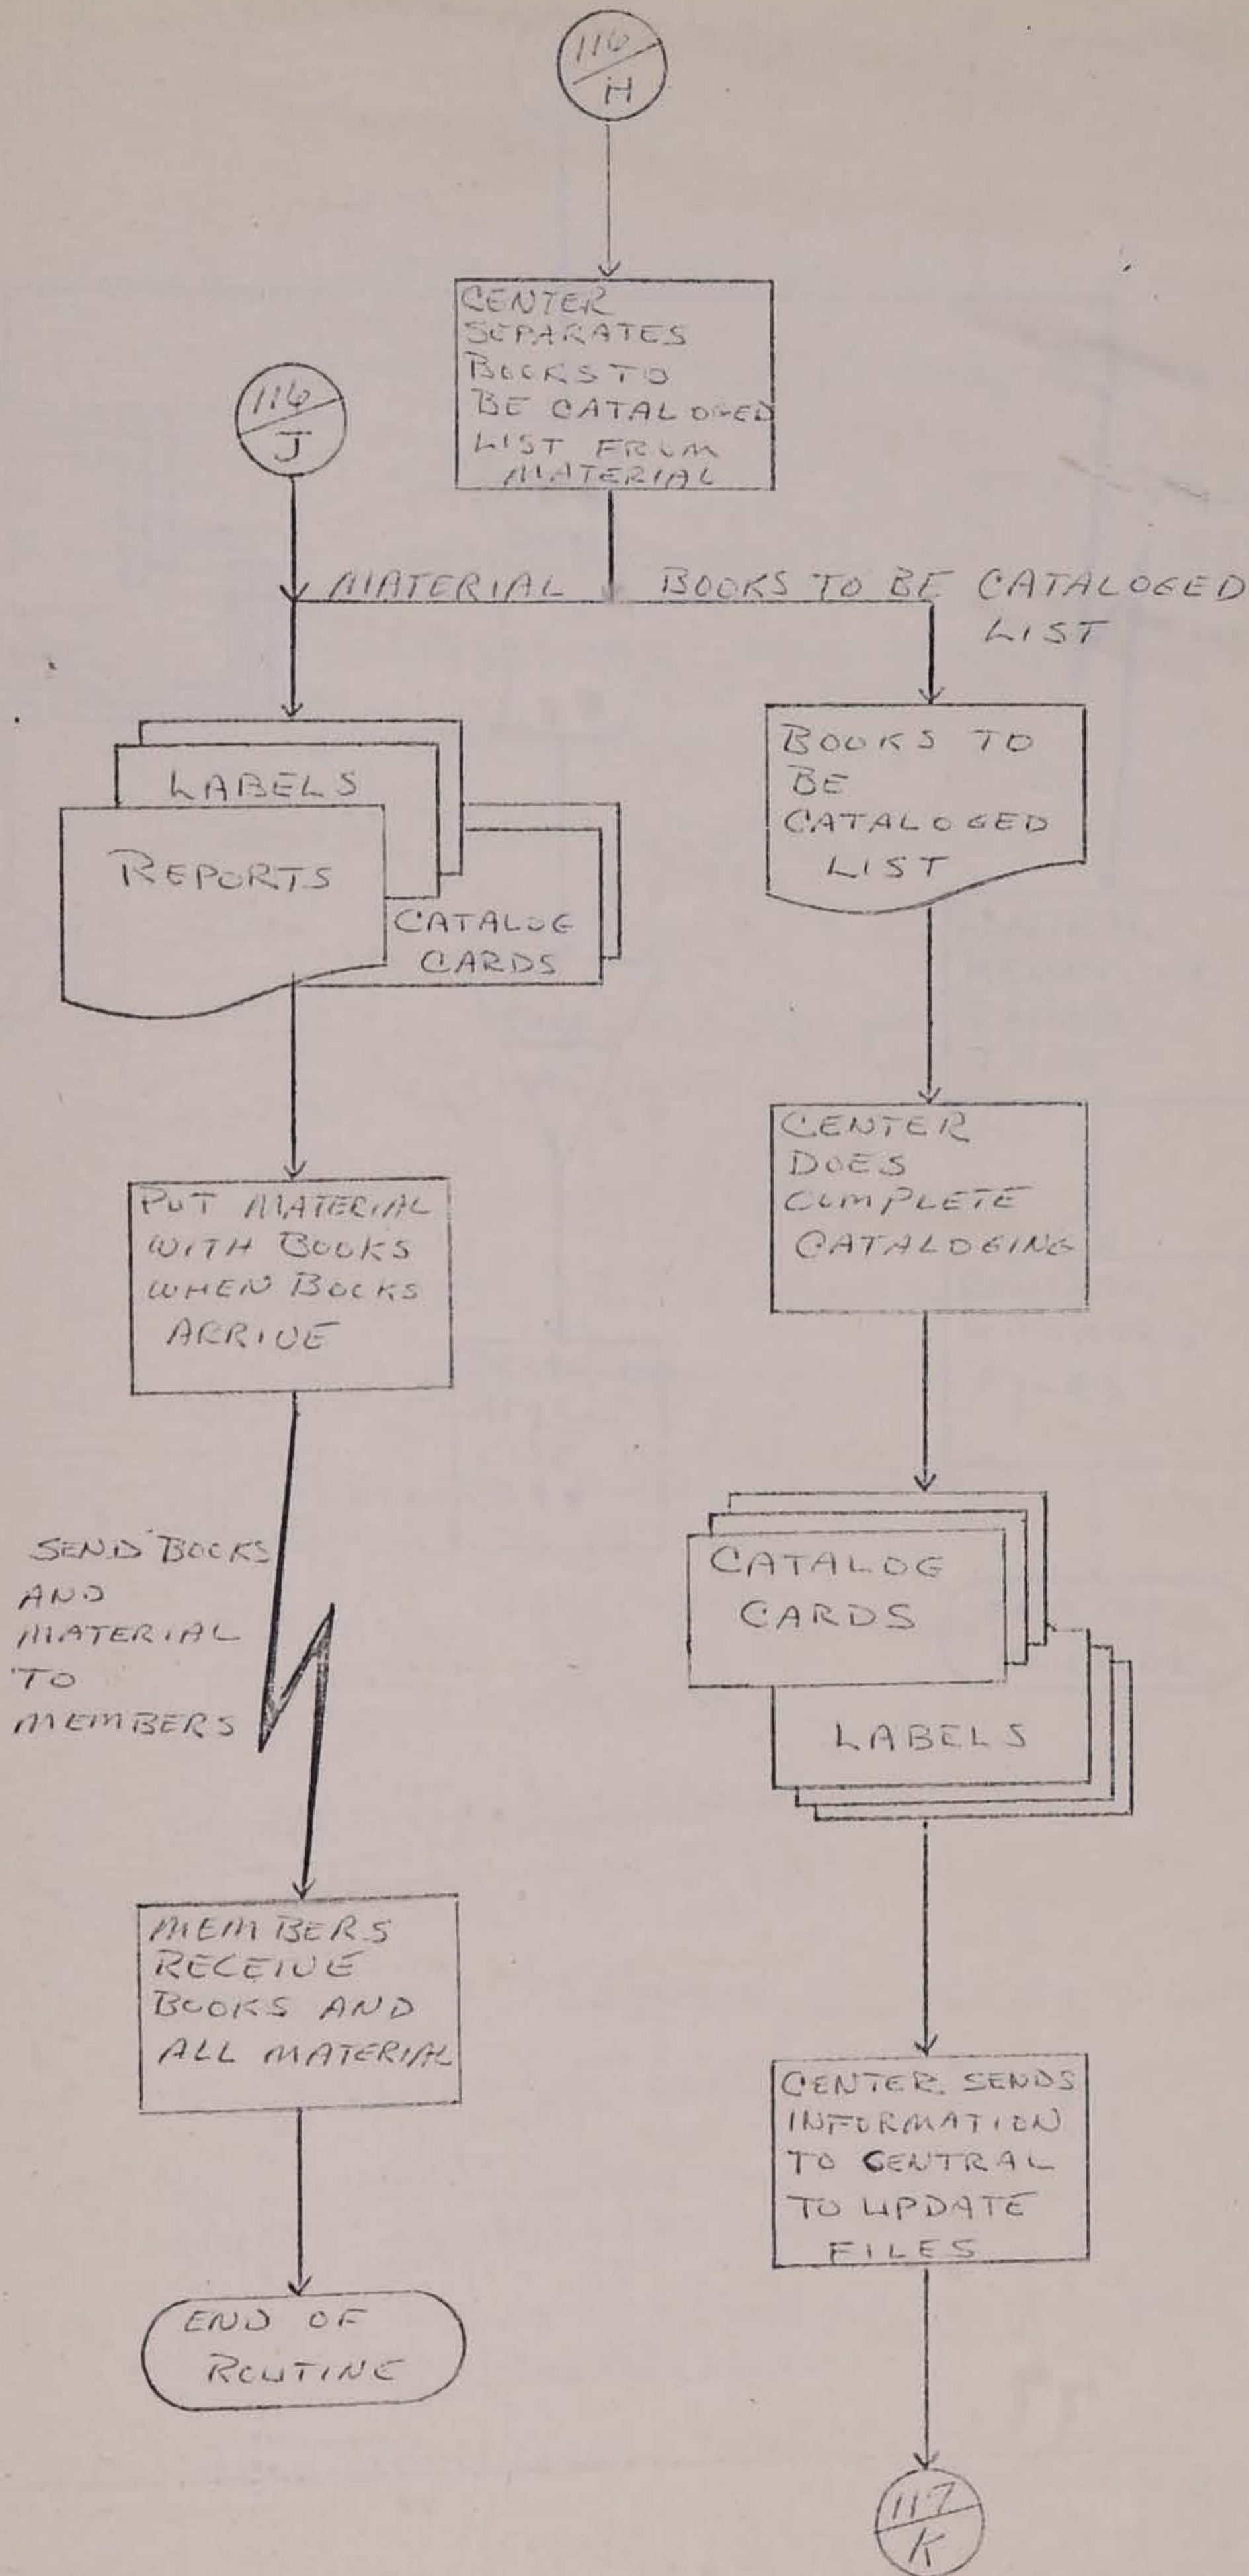 116
H
CENTER
SEPARATES
BOOKS TO
BE CATALOGED
LIST FROM
MATERIAL
116
J
MATERIAL
BOOKS TO BE CATALOGED
LIST
LABELS
REPORTS
CATALOG
CARDS
PUT MATERIAL
WITH BOOKS
WHEN BOOKS
ARRIVE
SEND BOOKS
AND
MATERIAL
TO
MEMBERS
MEMBERS
RECEIVE
BOOKS AND
ALL MATERIAL
END OF
ROUTINE
BOOKS TO
BE
CATALOGED
LIST
CENTER
DOES
COMPLETE
CATALOGING
CATALOG
CARDS
LABELS
CENTER SENDS
INFORMATION
TO CENTRAL
TO UPDATE
FILES
117
K